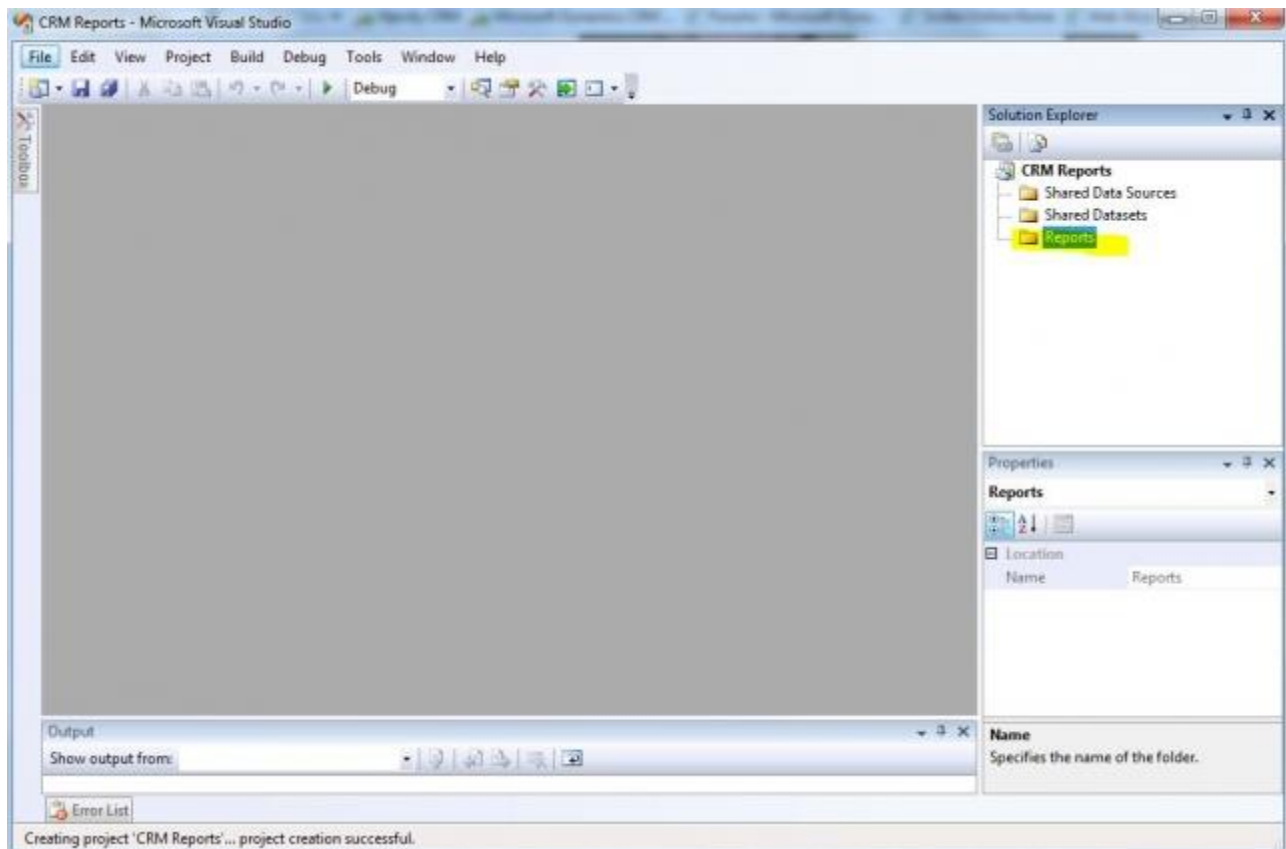 CRM Reports - Microsoft Visual Studio
File Edit View Project Build Debug Tools Window Help
Debug
Toolbox
Solution Explorer
CRM Reports
Shared Data Sources
Shared Datasets
Reports
Properties
Reports
Location
Name Reports
Output
Show output from:
Name
Specifies the name of the folder.
Error List
Creating project 'CRM Reports'... project creation successful.